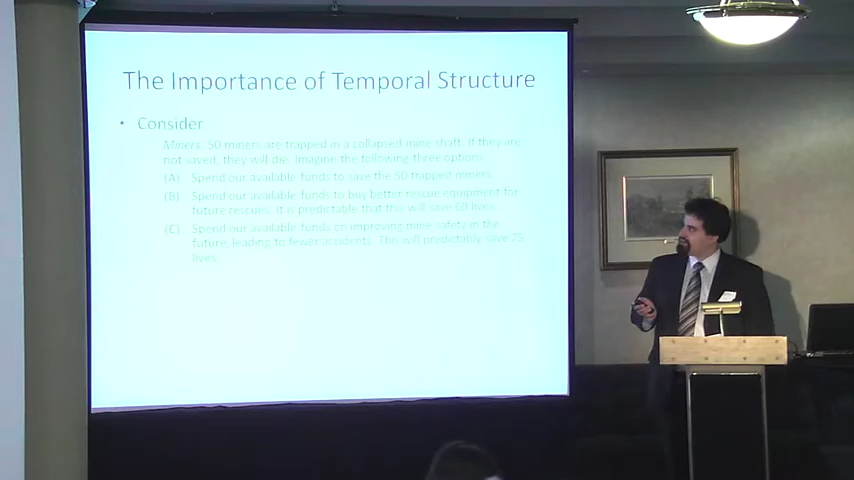 The Importance of Temporal Structure
• Consider
Miners. 50 miners are trapped in a collapsed mine shaft. If they are
not saved, they will die. Imagine the following three options:
(A) Spend our available funds to save the 50 trapped miners.
(B) Spend our available funds to buy better rescue equipment for
future rescues. It is predictable that this will save 60 lives.
(C) Spend our available funds on improving mine safety in the
future, leading to fewer accidents. This will predictably save 75
lives.